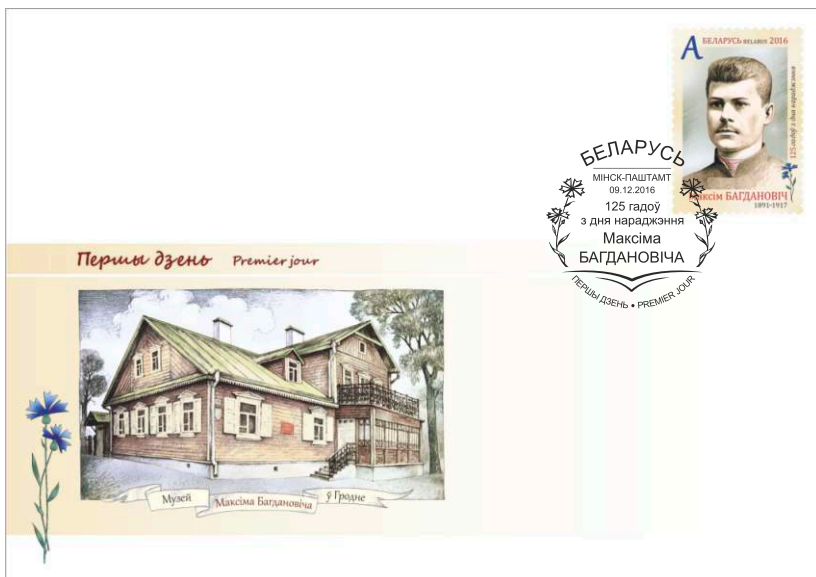 А БЕЛАРУСЬ BELARUS 2016
125 гадоў з дня нараджэння
Максім БАГДАНОВІЧ
1891-1917
БЕЛАРУСЬ
МІНСК-ПАШТАМТ
09.12.2016
125 гадоў
з дня нараджэння
Максіма
БАГДАНОВІЧА
ПЕРШЫ ДЗЕНЬ • PREMIER JOUR
Першы дзень Premier jour
Музей Максіма Багдановіча ў Гродне